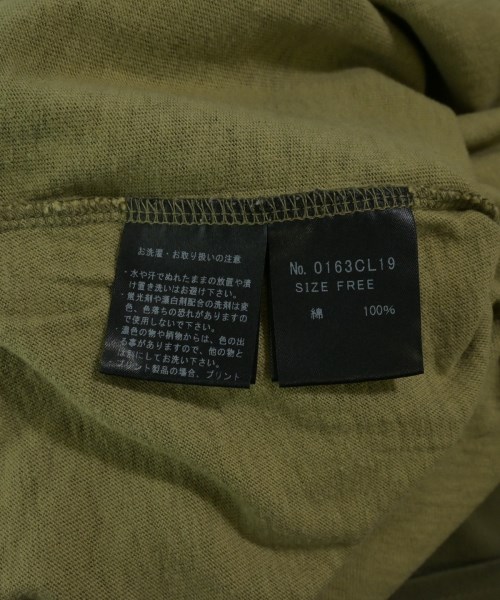 お洗濯・お取り扱いの注意
・水や汗でぬれたままの放置や漬
け置き洗いはお避け下さい。
・蛍光剤や漂白剤配合の洗剤は変
色、色落ちの恐れがありますの
で使用しないで下さい。
・濃色の物や柄物からは、色の出
る事がありますので、他の物と
は別にしてお洗い下さい。
プリント製品の場合、プリント
No. 0163CL19
SIZE FREE
綿 100%